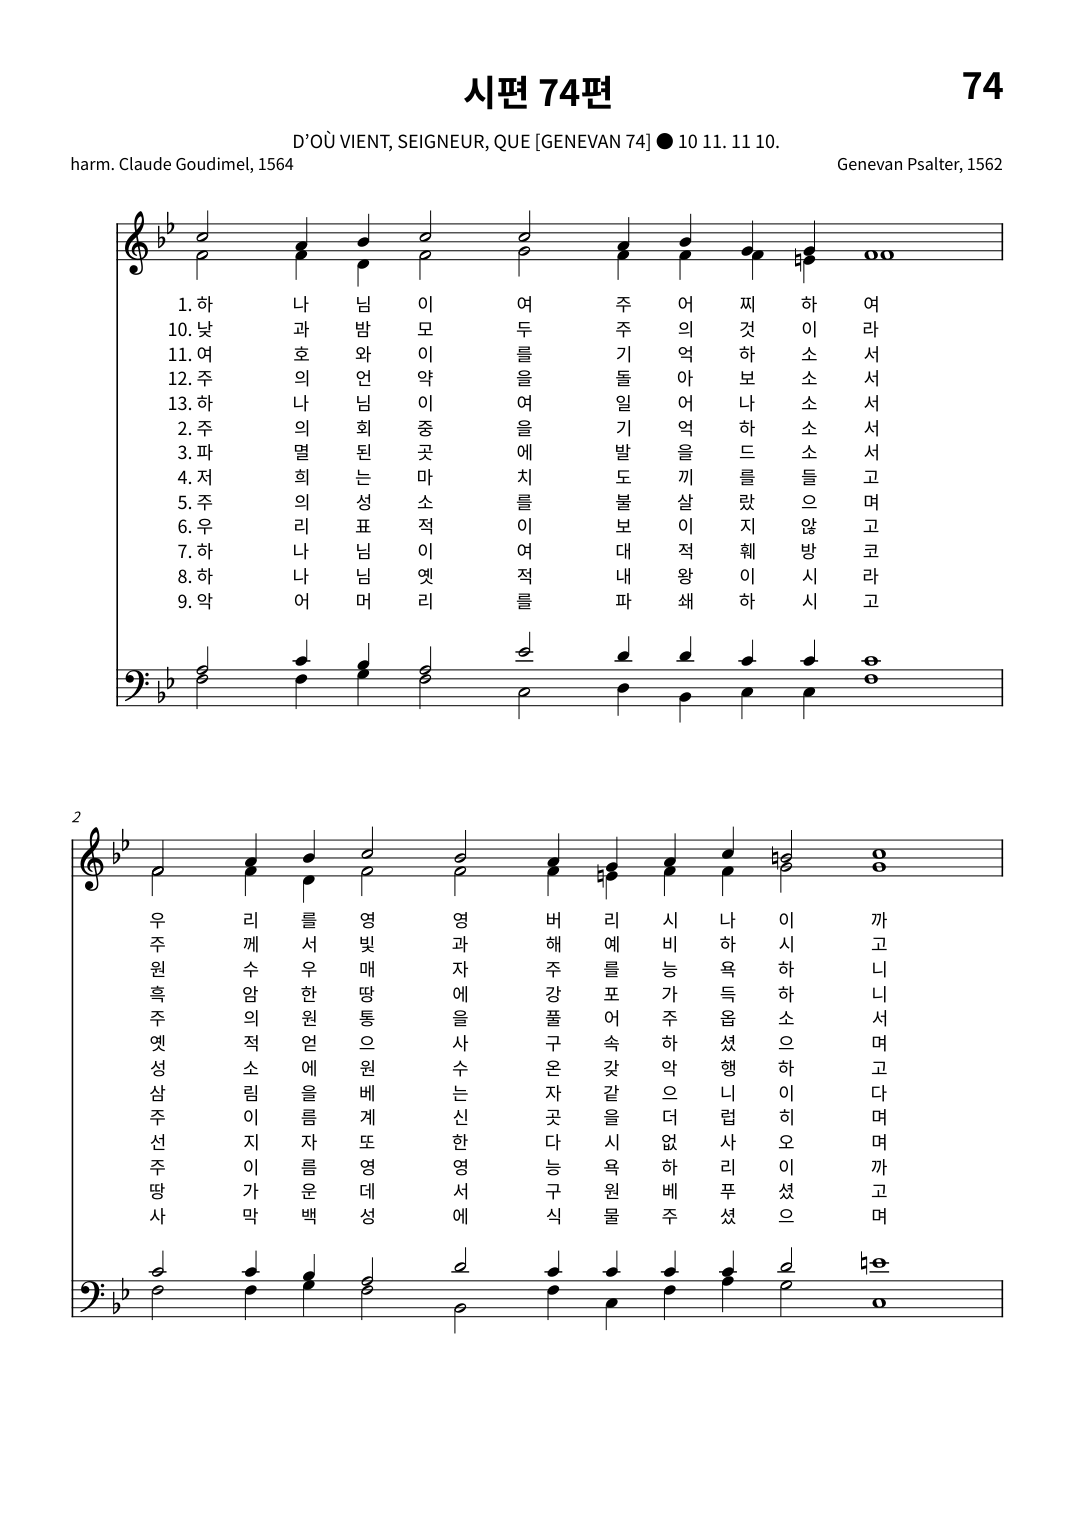 시편 74편
74
D’OÙ VIENT, SEIGNEUR, QUE [GENEVAN 74] ● 10 11. 11 10.
harm. Claude Goudimel, 1564
Genevan Psalter, 1562
1. 하 나 님 이 여 주 어 찌 하 여
10. 낮 과 밤 모 두 주 의 것 이 라
11. 여 호 와 이 를 기 억 하 소 서
12. 주 의 언 약 을 돌 아 보 소 서
13. 하 나 님 이 여 일 어 나 소 서
2. 주 의 회 중 을 기 억 하 소 서
3. 파 멸 된 곳 에 발 을 드 소 서
4. 저 희 는 마 치 도 끼 를 들 고
5. 주 의 성 소 를 불 살 랐 으 며
6. 우 리 표 적 이 보 이 지 않 고
7. 하 나 님 이 여 대 적 훼 방 코
8. 하 나 님 옛 적 내 왕 이 시 라
9. 악 어 머 리 를 파 쇄 하 시 고
2
우 리 를 영 영 버 리 시 나 이 까
주 께 서 빛 과 해 예 비 하 시 고
원 수 우 매 자 주 를 능 욕 하 니
흑 암 한 땅 에 강 포 가 득 하 니
주 의 원 통 을 풀 어 주 옵 소 서
옛 적 얻 으 사 구 속 하 셨 으 며
성 소 에 원 수 온 갖 악 행 하 고
삼 림 을 베 는 자 같 으 니 이 다
주 이 름 계 신 곳 을 더 럽 히 며
선 지 자 또 한 다 시 없 사 오 며
주 이 름 영 영 능 욕 하 리 이 까
땅 가 운 데 서 구 원 베 푸 셨 고
사 막 백 성 에 식 물 주 셨 으 며